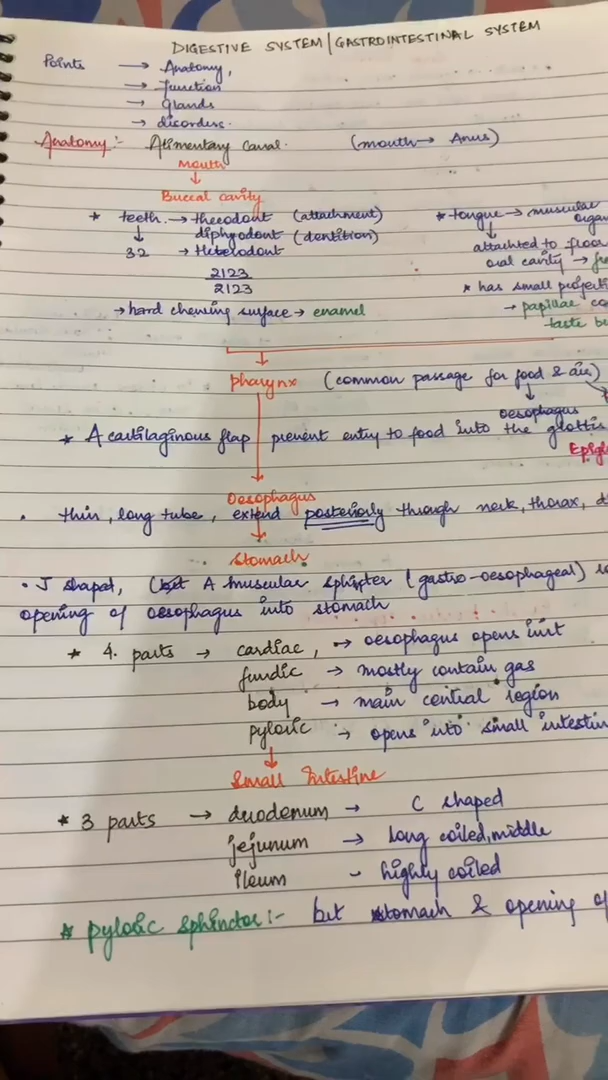 DIGESTIVE SYSTEM | GASTROINTESTINAL SYSTEM
Points → Anatomy,
→ function
→ glands
→ disorders.
Anatomy:- Alimentary canal. (mouth → Anus)
Mouth
↓
Buccal cavity
* teeth. → thecodont (attachment)
↓ diphyodont (dentition)
32 → Heterodont
2123
2123
→ hard chewing surface → enamel
* tongue → muscular
↓
attachted to floor
oral cavity →
* has small project
→ papillae
taste
↓
pharynx (common passage for food & air)
↓
oesophagus
* A cartilaginous flap prevent entry to food into the glottis
↓
Oesophagus
• thin, long tube, extend posteriorly through neck, thorax,
↓
Stomach
• J shaped, A muscular sphincter (gastro-oesophageal)
opening of oesophagus into stomach
* 4. parts → cardiac, → oesophagus opens
fundic → mostly contain gas
body → main central region
pyloric → opens into small
↓
Small Intestine
* 3 parts → duodenum → C shaped
jejunum → Long coiled, middle
ileum - highly coiled
* pyloric sphinctor:- bet stomach & opening of